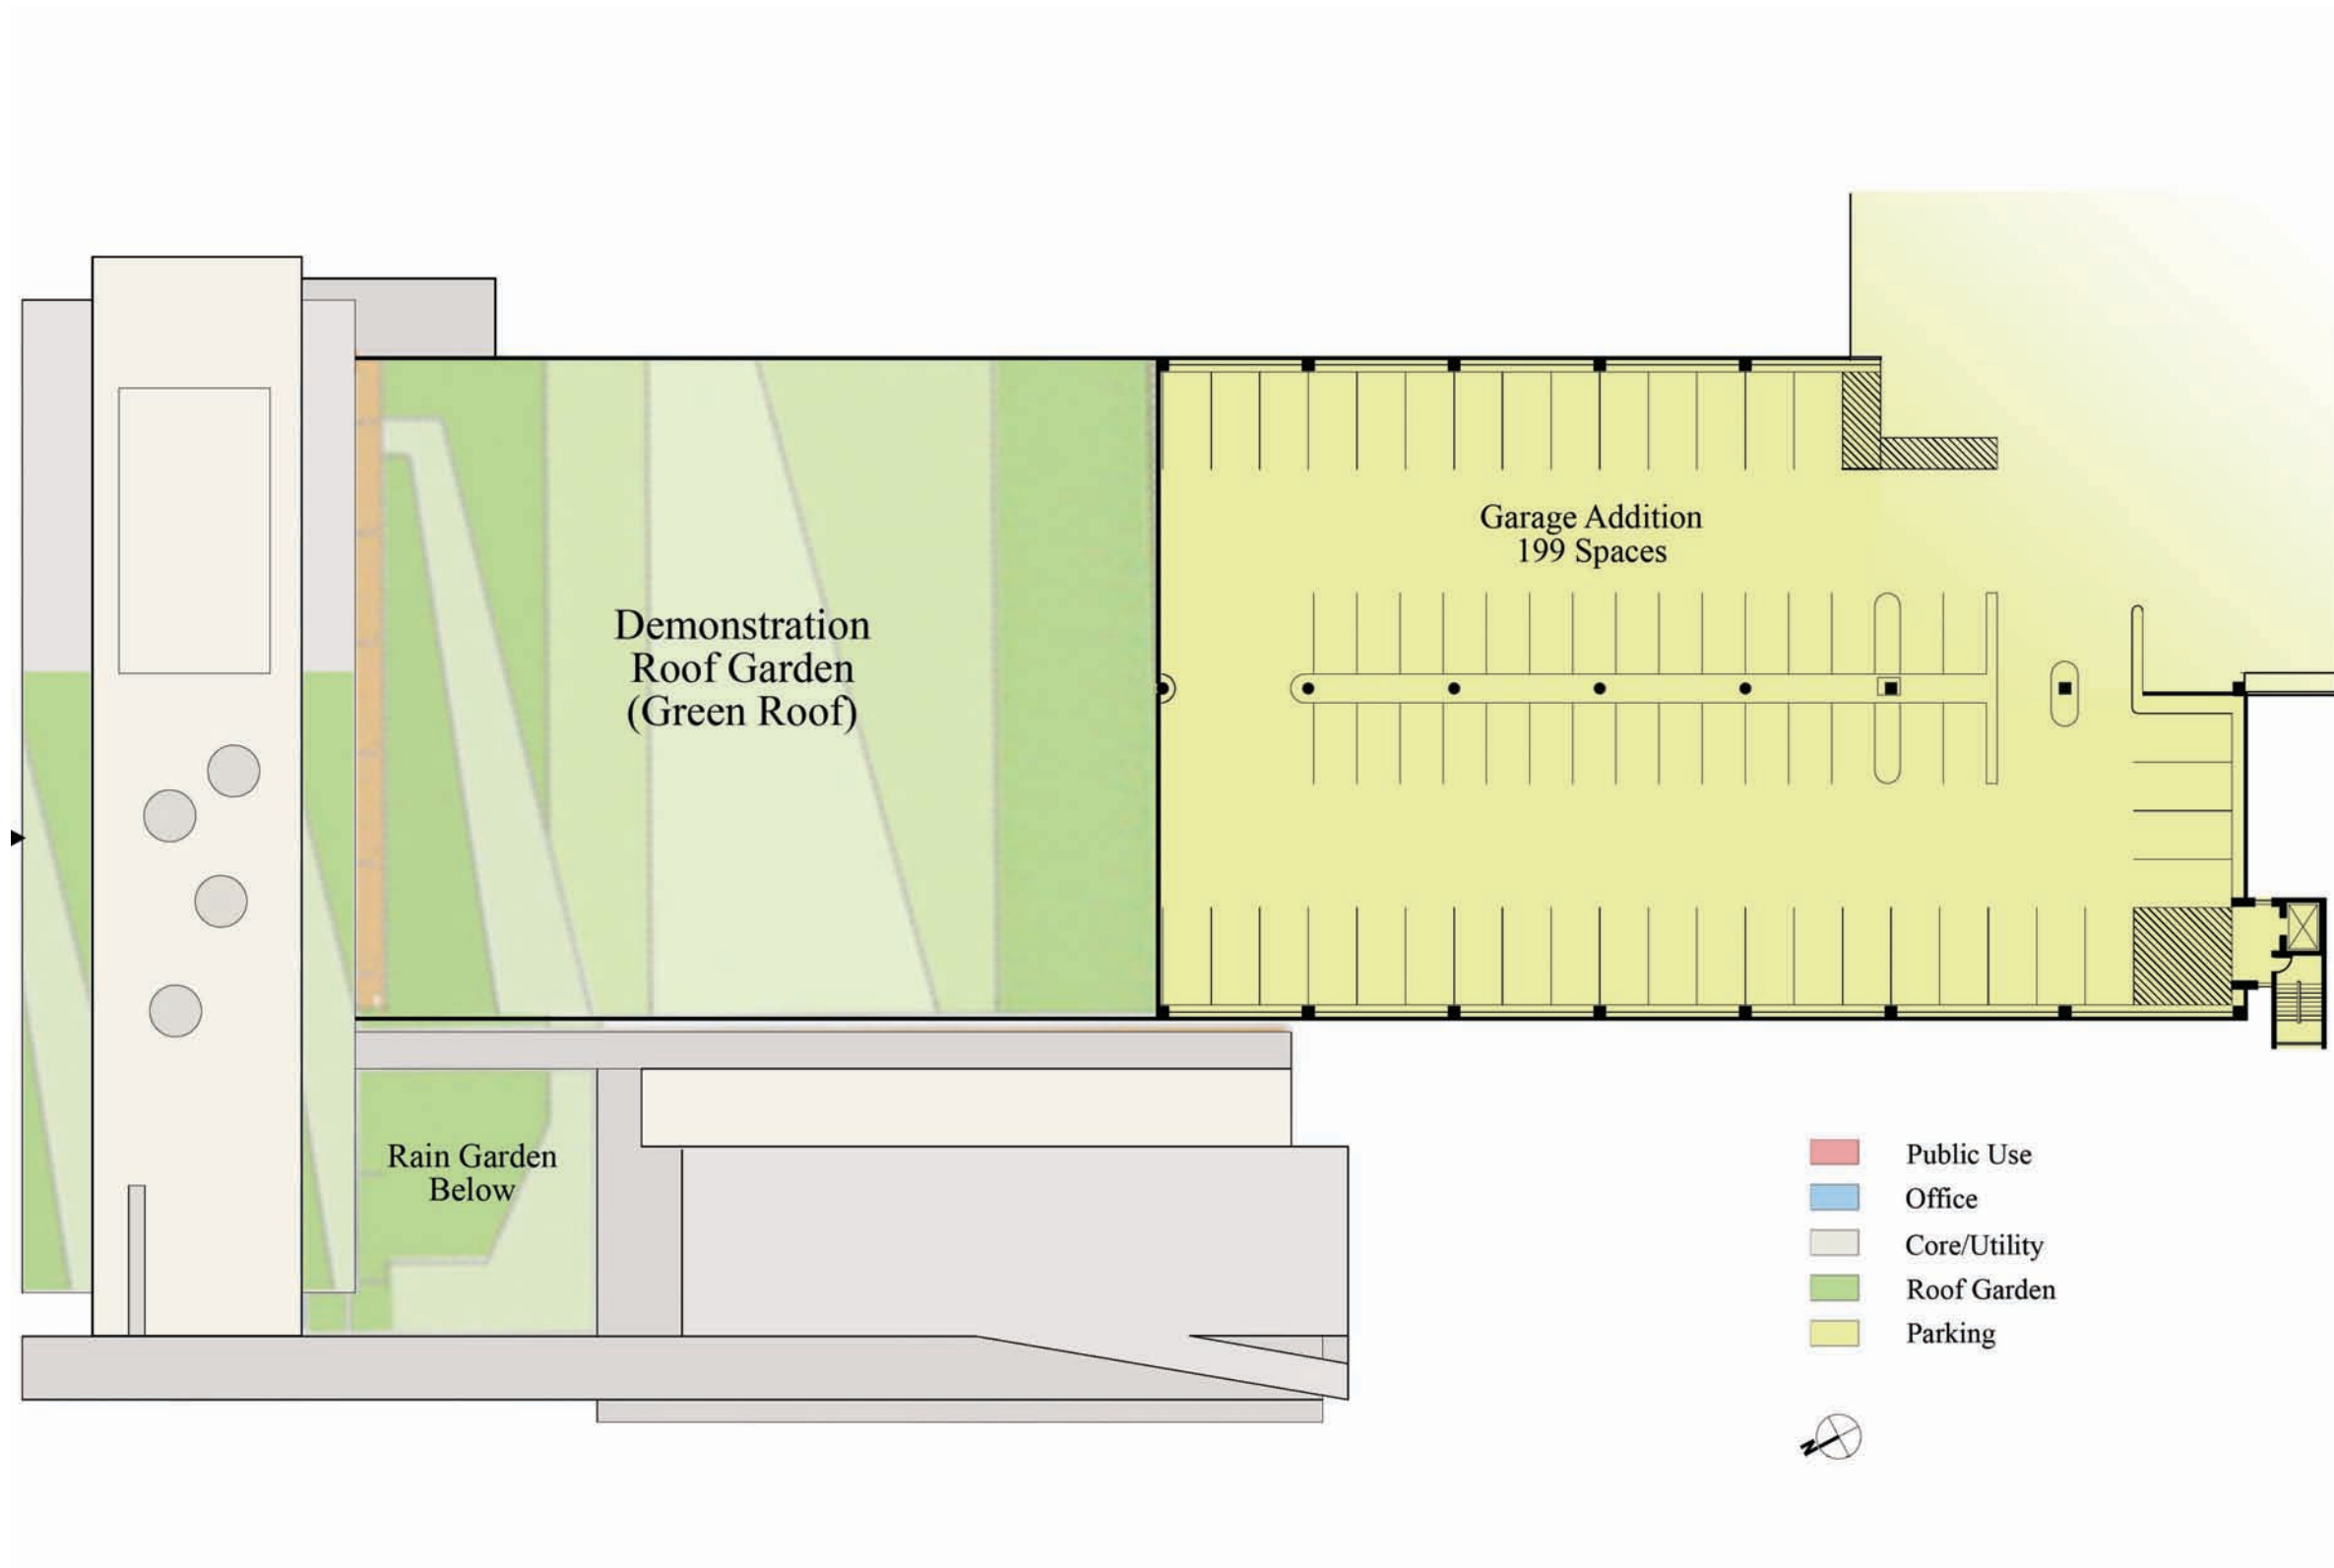 Garage Addition
199 Spaces
Demonstration
Roof Garden
(Green Roof)
Rain Garden
Below
Public Use
Office
Core/Utility
Roof Garden
Parking
N